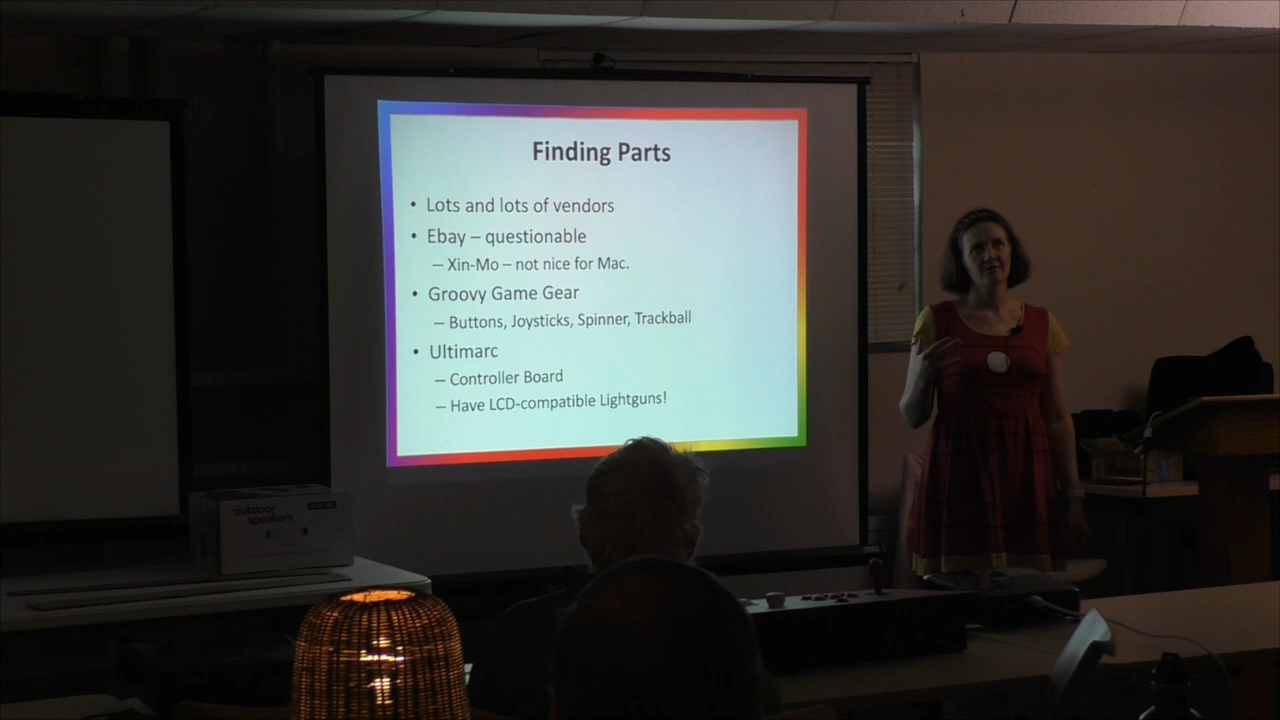 Finding Parts
• Lots and lots of vendors
• Ebay – questionable
– Xin-Mo – not nice for Mac.
• Groovy Game Gear
– Buttons, Joysticks, Spinner, Trackball
• Ultimarc
– Controller Board
– Have LCD-compatible Lightguns!
outdoor
speakers